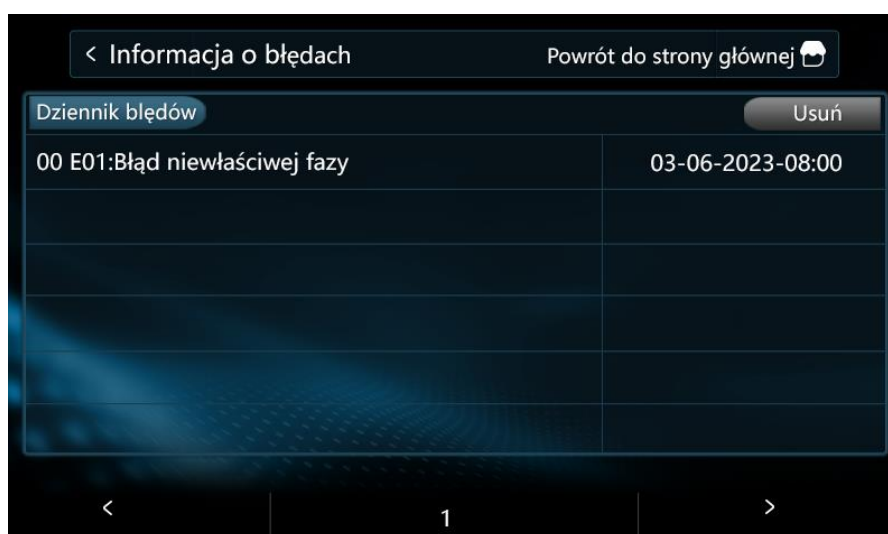 < Informacja o błędach
Powrót do strony głównej
Dziennik blędów
Usuń
00 E01:Błąd niewłaściwej fazy
03-06-2023-08:00
< 1 >